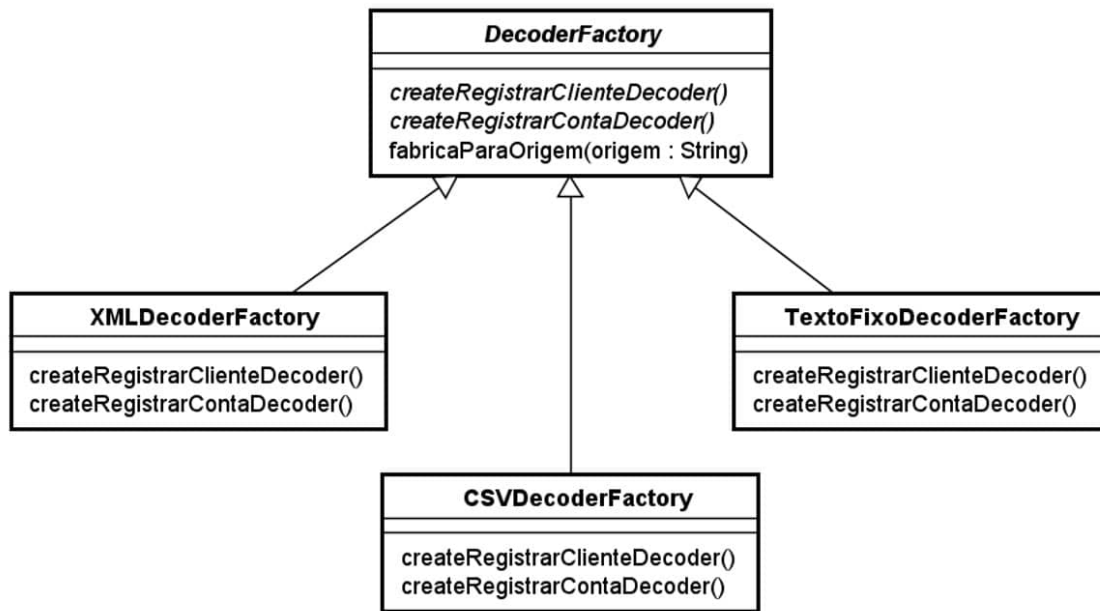 DecoderFactory
createRegistrarClienteDecoder()
createRegistrarContaDecoder()
fabricaParaOrigem(origem : String)
XMLDecoderFactory
createRegistrarClienteDecoder()
createRegistrarContaDecoder()
TextoFixoDecoderFactory
createRegistrarClienteDecoder()
createRegistrarContaDecoder()
CSVDecoderFactory
createRegistrarClienteDecoder()
createRegistrarContaDecoder()